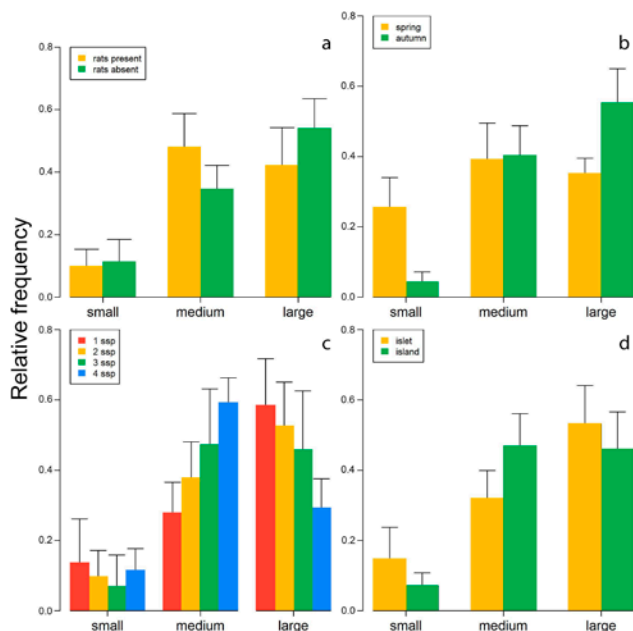 Relative frequency
a
rats present
rats absent
0.8
0.6
0.4
0.2
0.0
small medium large
b
spring
autumn
0.8
0.6
0.4
0.2
0.0
small medium large
c
1 ssp
2 ssp
3 ssp
4 ssp
0.8
0.6
0.4
0.2
0.0
small medium large
d
islet
island
0.8
0.6
0.4
0.2
0.0
small medium large